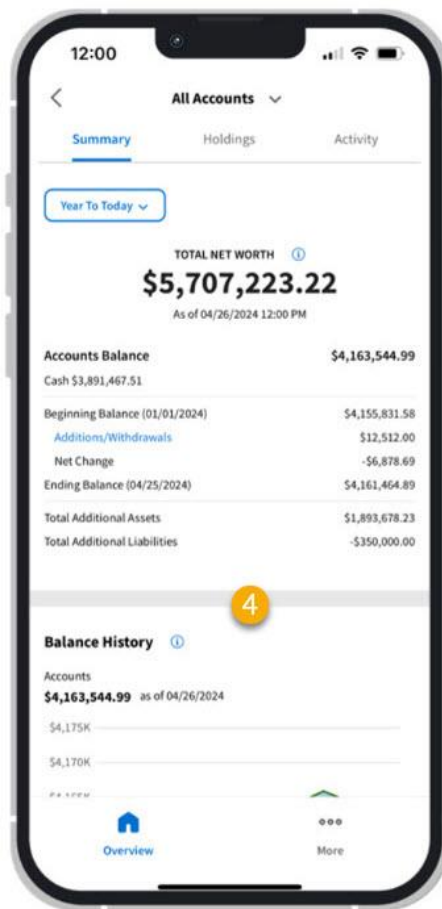 12:00
All Accounts
Summary Holdings Activity
Year To Today
TOTAL NET WORTH
$5,707,223.22
As of 04/26/2024 12:00 PM
Accounts Balance $4,163,544.99
Cash $3,891,467.51
Beginning Balance (01/01/2024) $4,155,831.58
Additions/Withdrawals $12,512.00
Net Change -$6,878.69
Ending Balance (04/25/2024) $4,161,464.89
Total Additional Assets $1,893,678.23
Total Additional Liabilities -$350,000.00
4
Balance History
Accounts
$4,163,544.99 as of 04/26/2024
$4,175K
$4,170K
Overview More